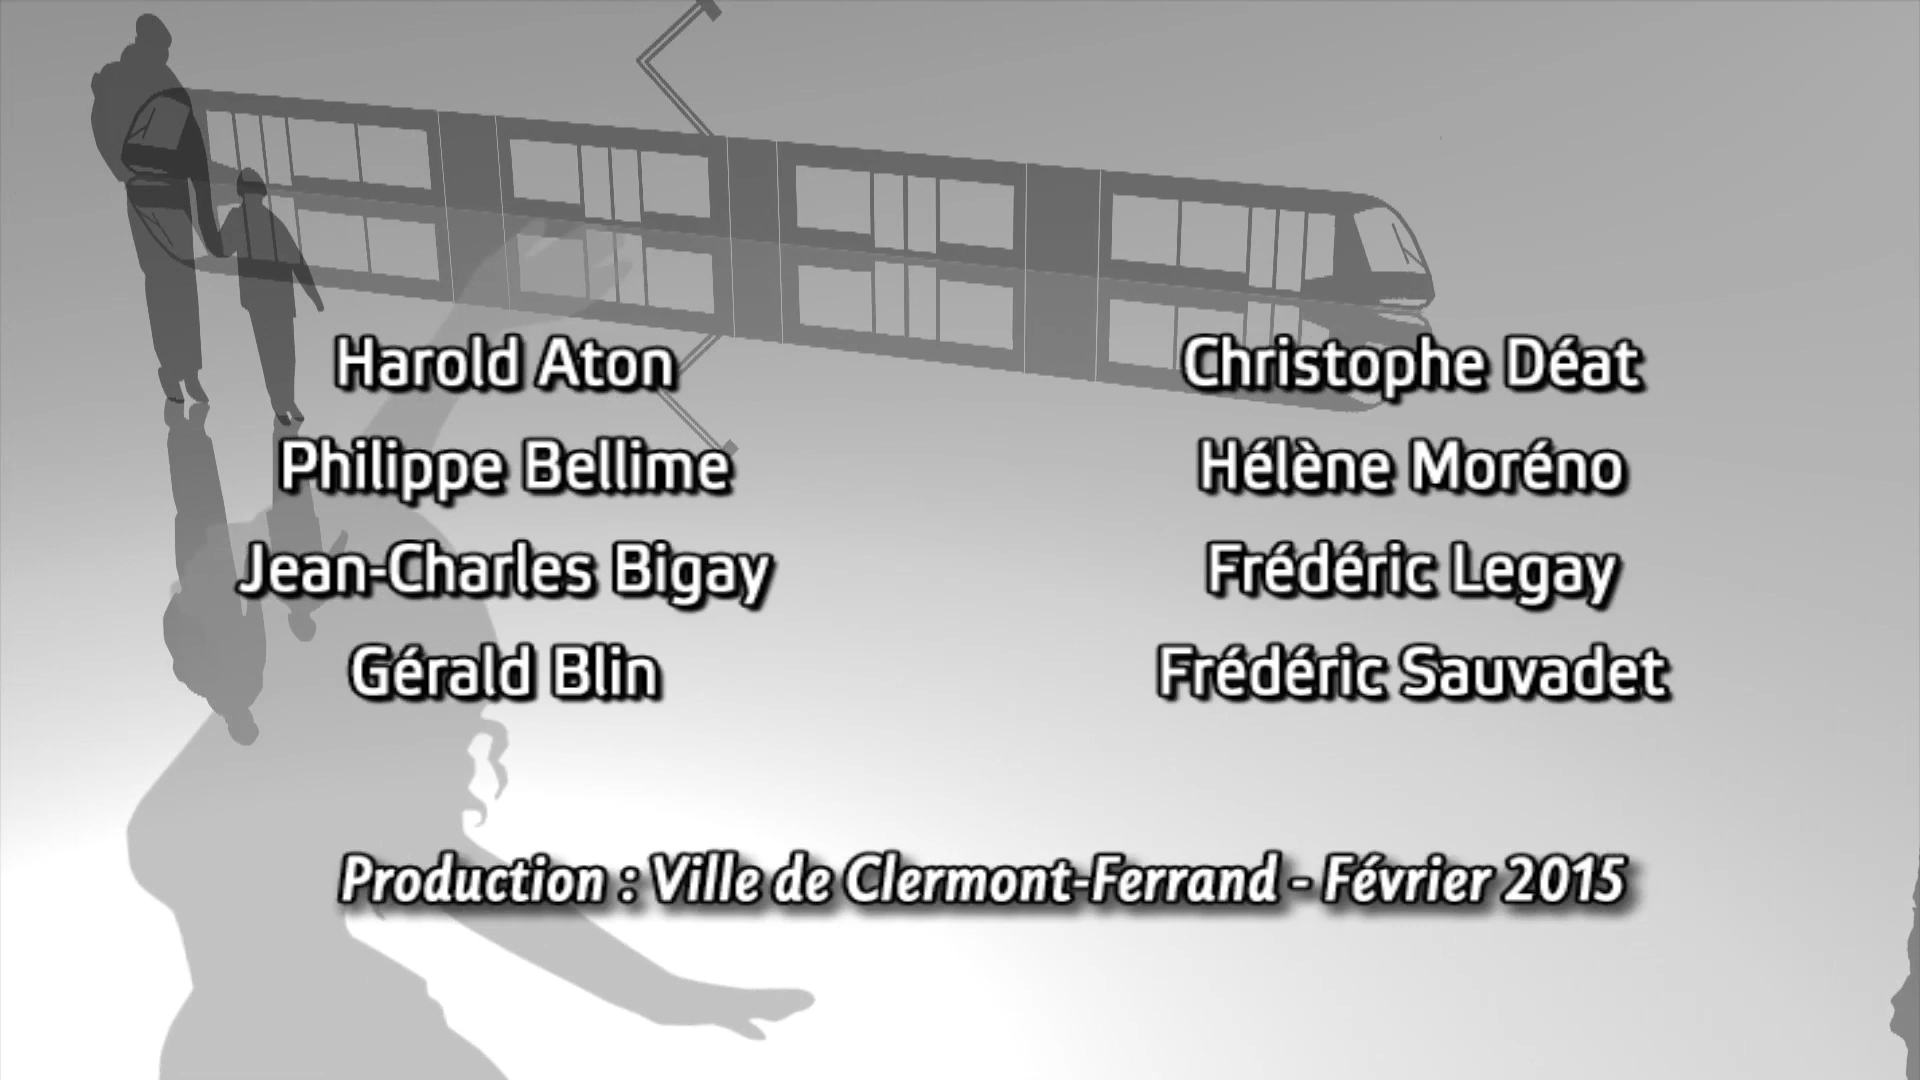 Harold Aton
Philippe Bellime
Jean-Charles Bigay
Gérald Blin
Christophe Déat
Hélène Moréno
Frédéric Legay
Frédéric Sauvadet
Production : Ville de Clermont-Ferrand - Février 2015